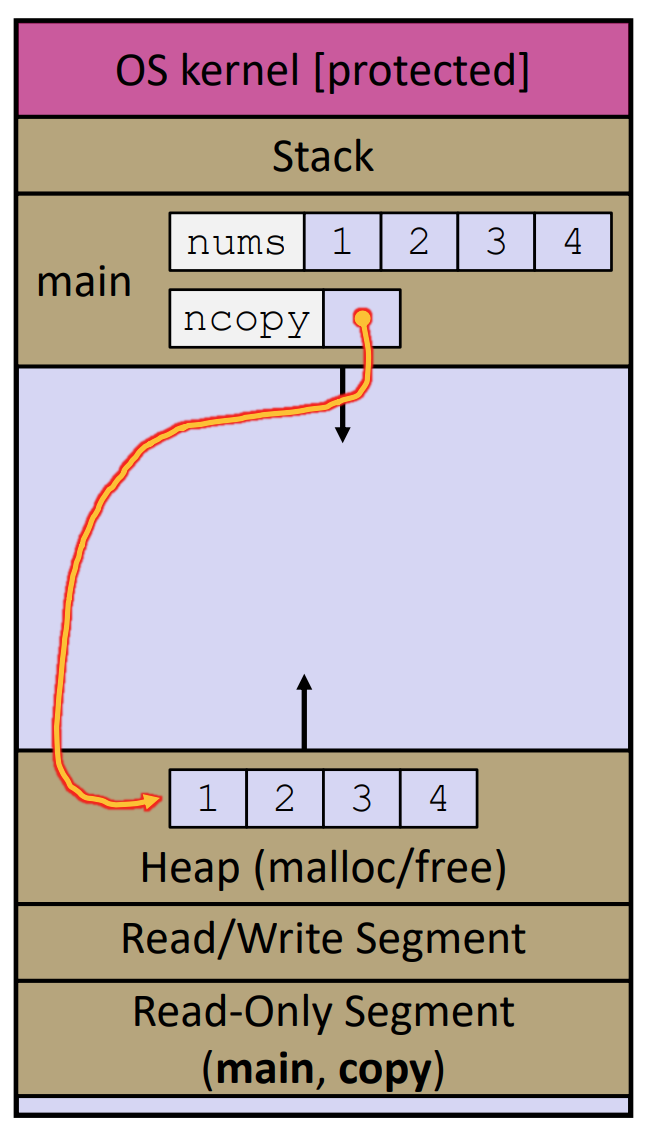 OS kernel [protected]
Stack
main
nums 1 2 3 4
ncopy
1 2 3 4
Heap (malloc/free)
Read/Write Segment
Read-Only Segment
(main, copy)